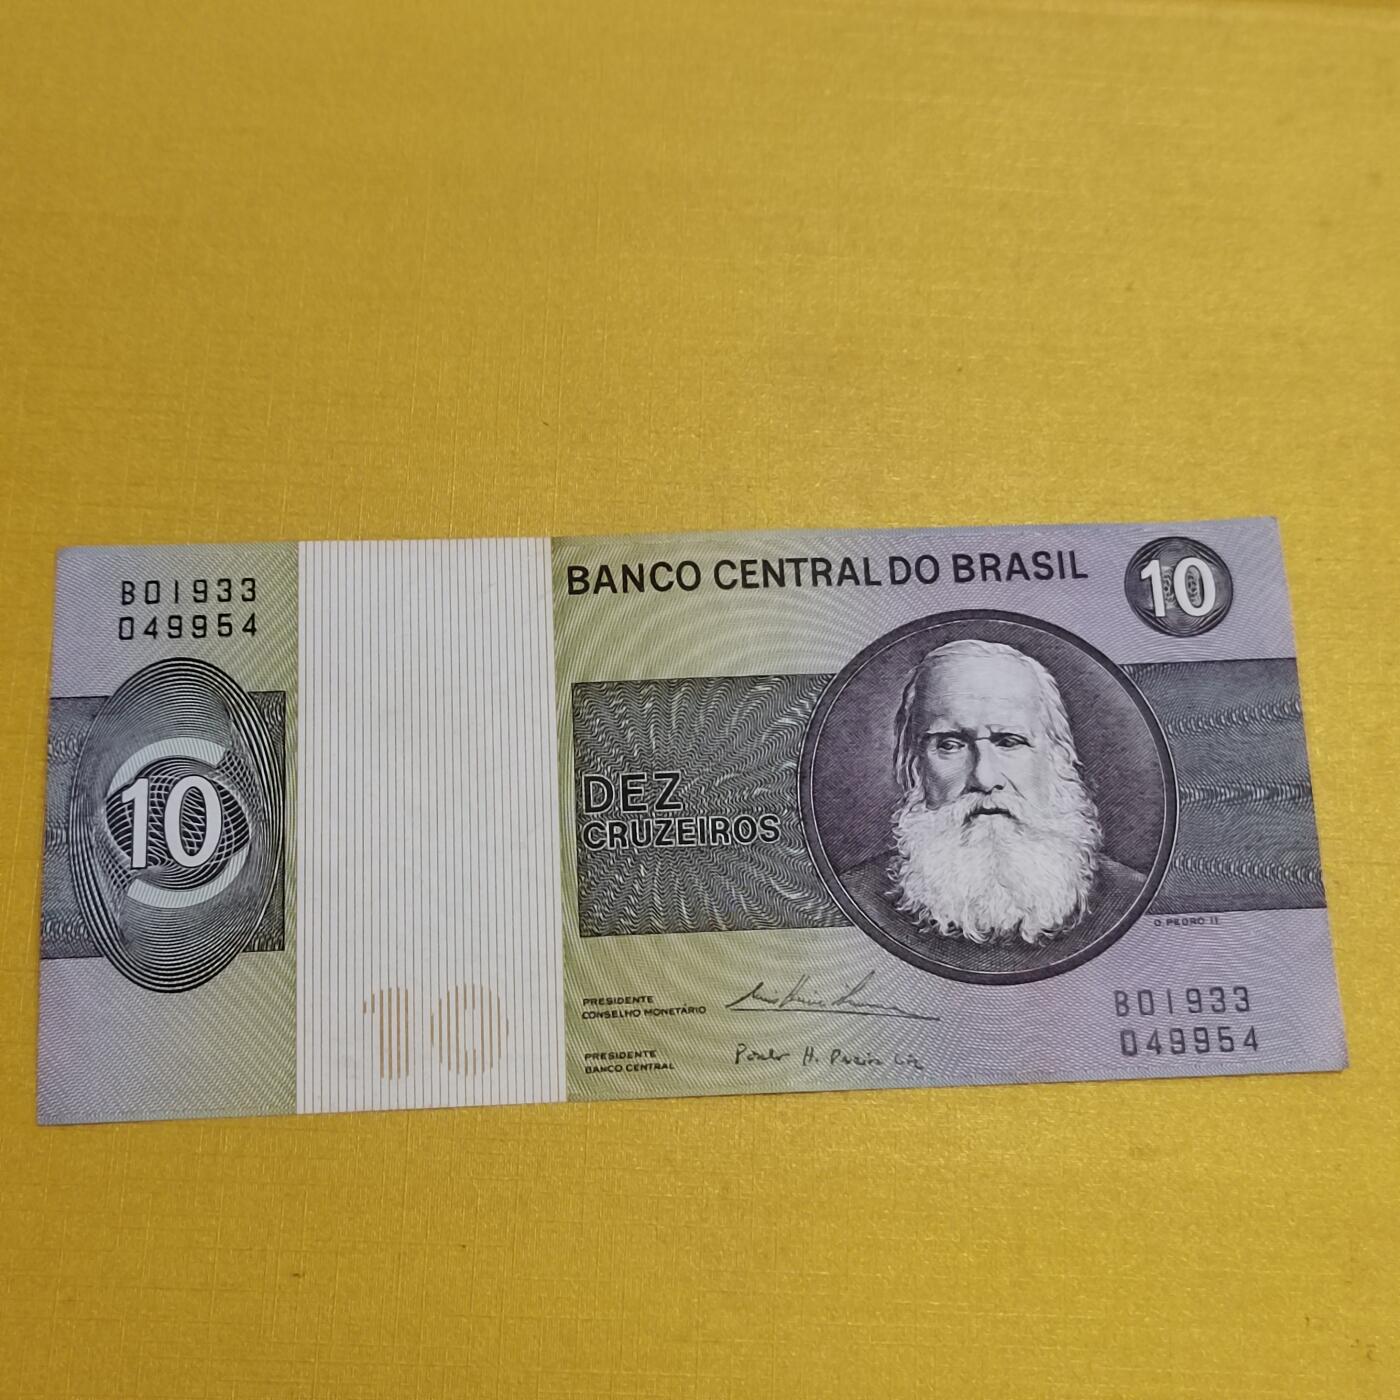 B01933
049954
BANCO CENTRAL DO BRASIL
10
10
DEZ
CRUZEIROS
D. PEDRO II
10
PRESIDENTE
CONSELHO MONETÁRIO
PRESIDENTE
BANCO CENTRAL
B01933
049954